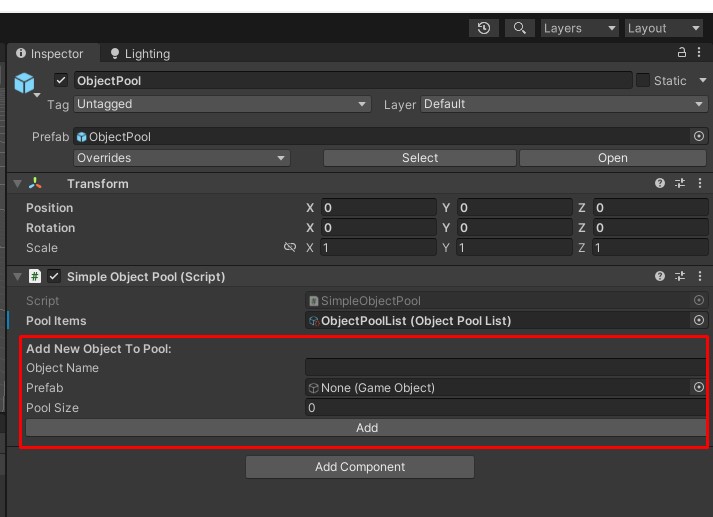 Layers Layout
Inspector Lighting
ObjectPool Static
Tag Untagged Layer Default
Prefab ObjectPool
Overrides Select Open
Transform
Position X 0 Y 0 Z 0
Rotation X 0 Y 0 Z 0
Scale X 1 Y 1 Z 1
# Simple Object Pool (Script)
Script SimpleObjectPool
Pool Items ObjectPoolList (Object Pool List)
Add New Object To Pool:
Object Name
Prefab None (Game Object)
Pool Size 0
Add
Add Component